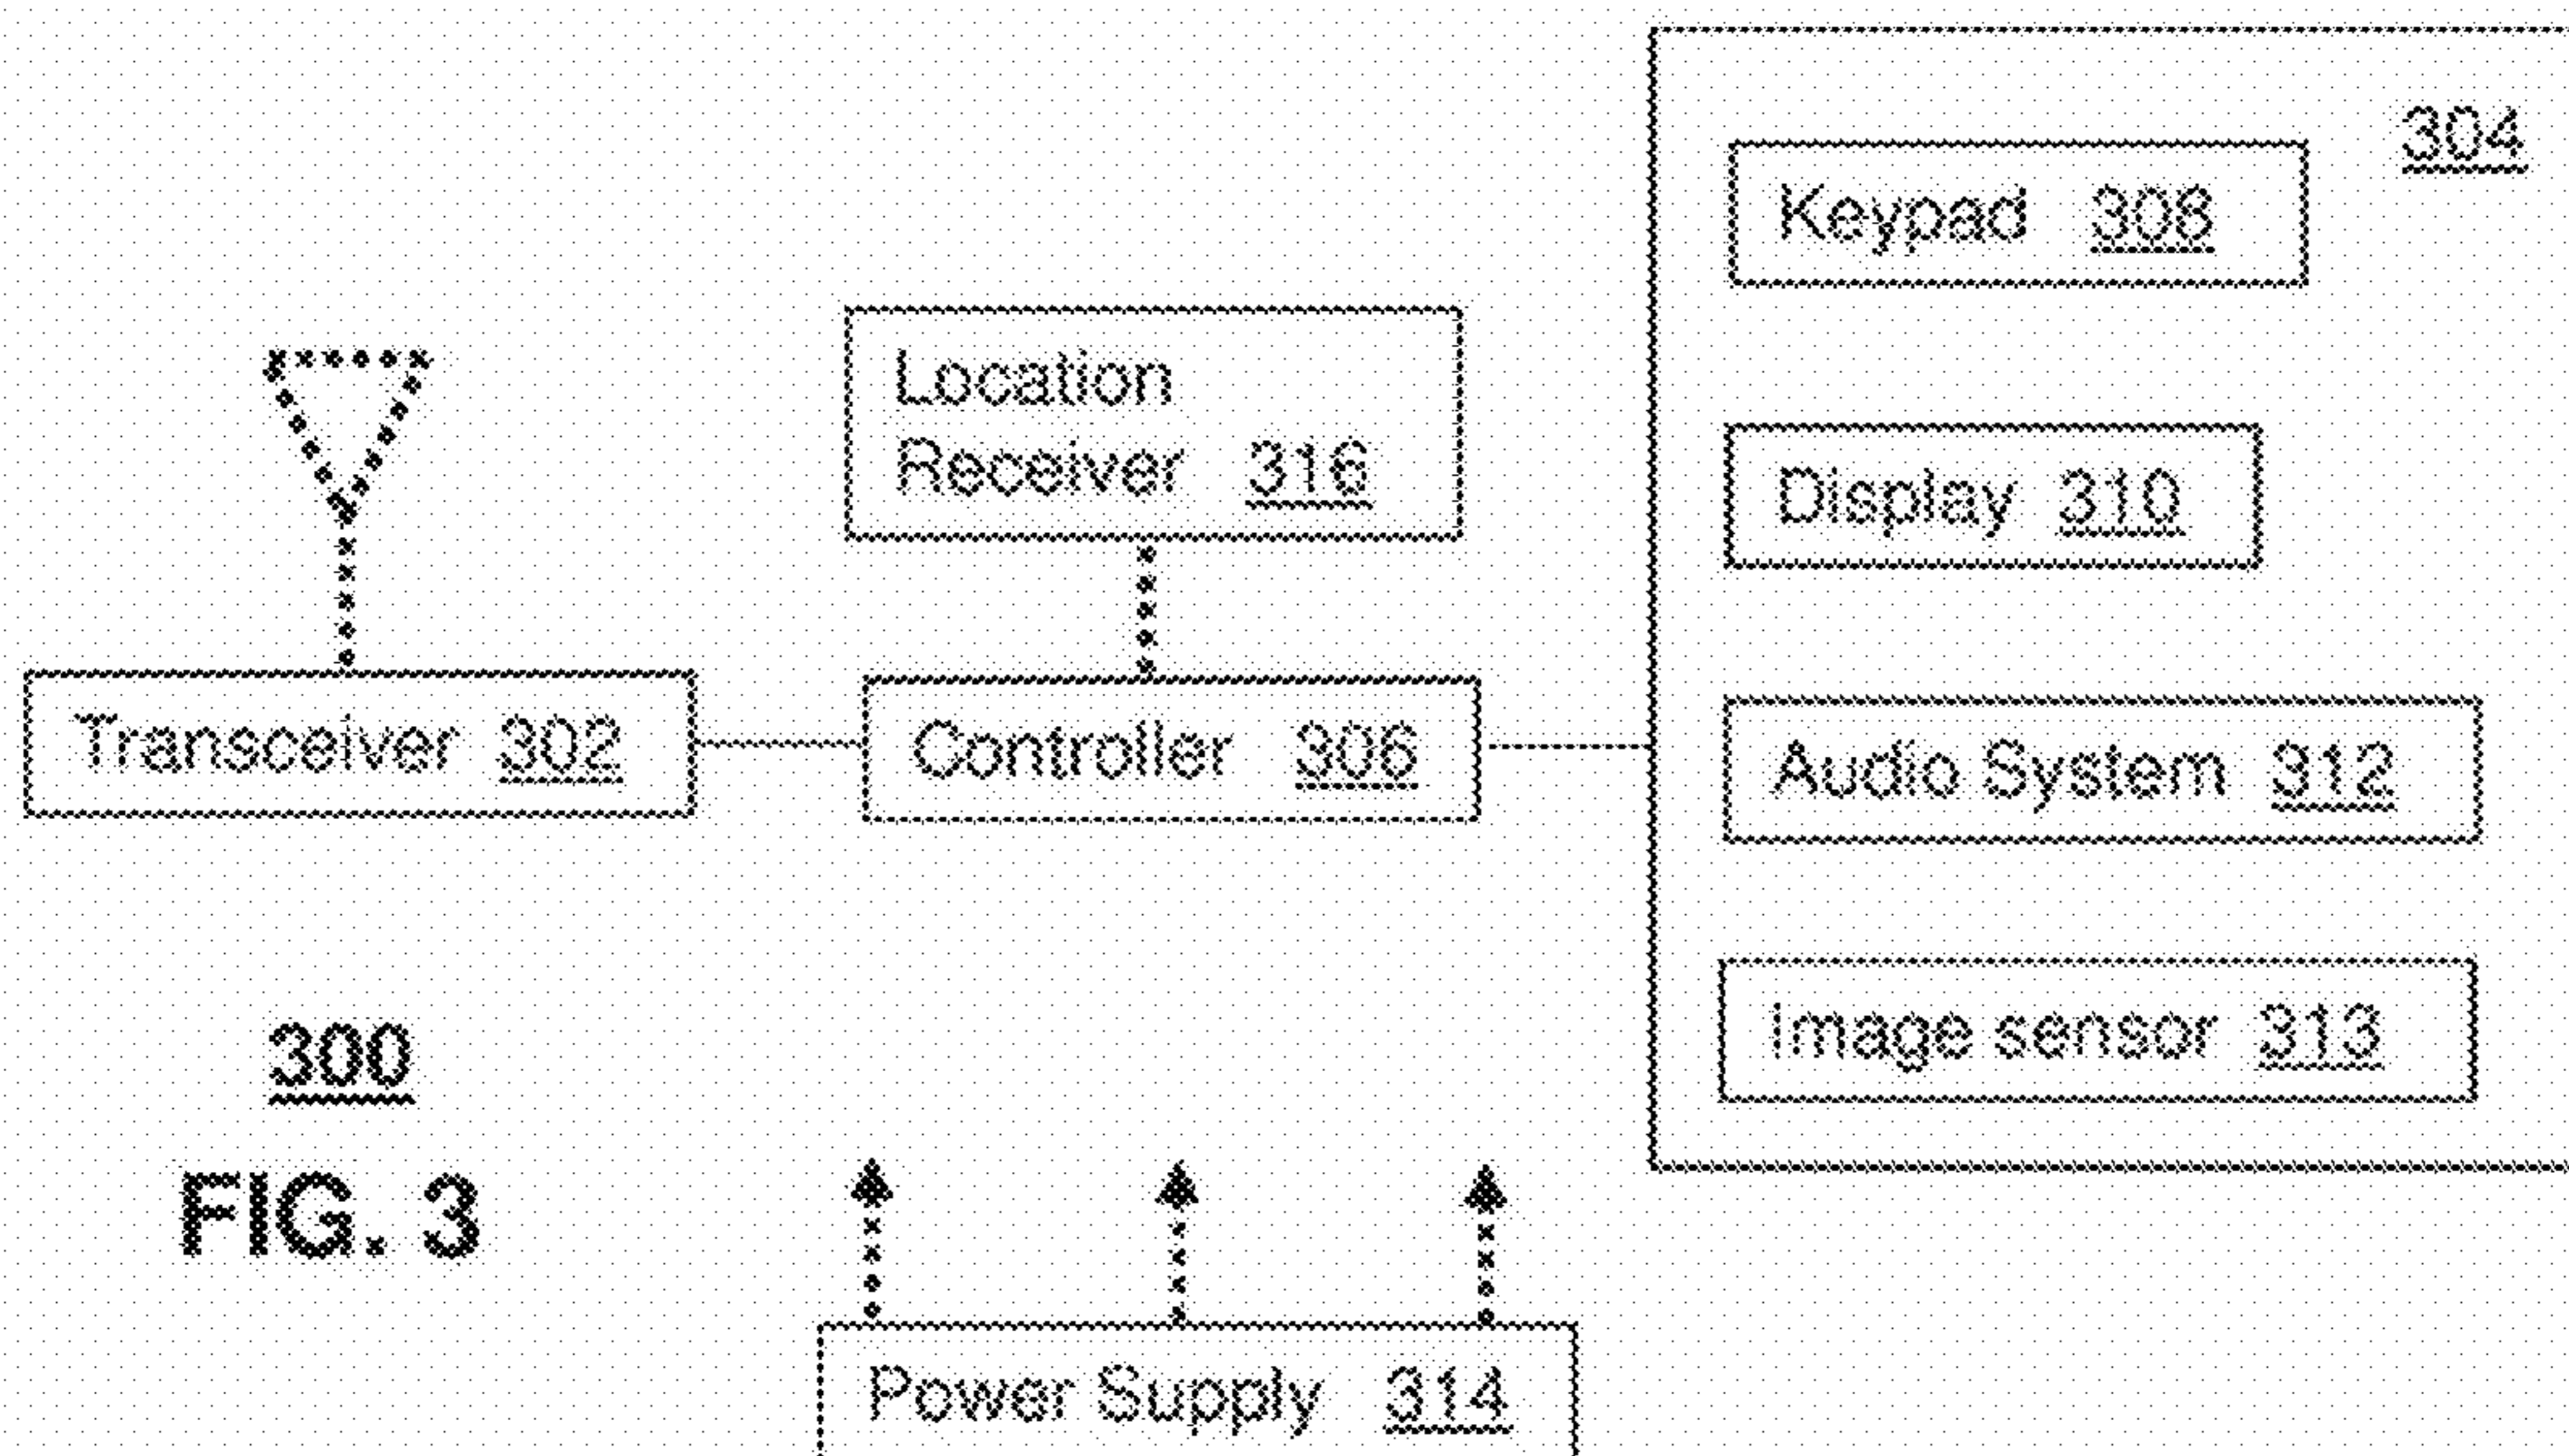 304
Keypad 308
Location
Receiver 316
Display 310
Transceiver 302
Controller 306
Audio System 312
Image sensor 313
300
FIG. 3
Power Supply 314